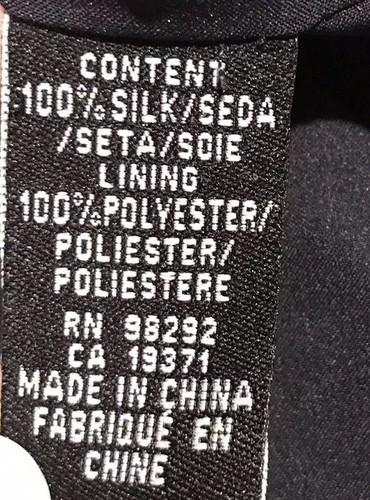 CONTENT
100% SILK/SEDA
/SETA/SOIE
LINING
100% POLYESTER/
POLIESTER/
POLIESTERE
RN 98292
CA 19371
MADE IN CHINA
FABRIQUÉ EN
CHINE